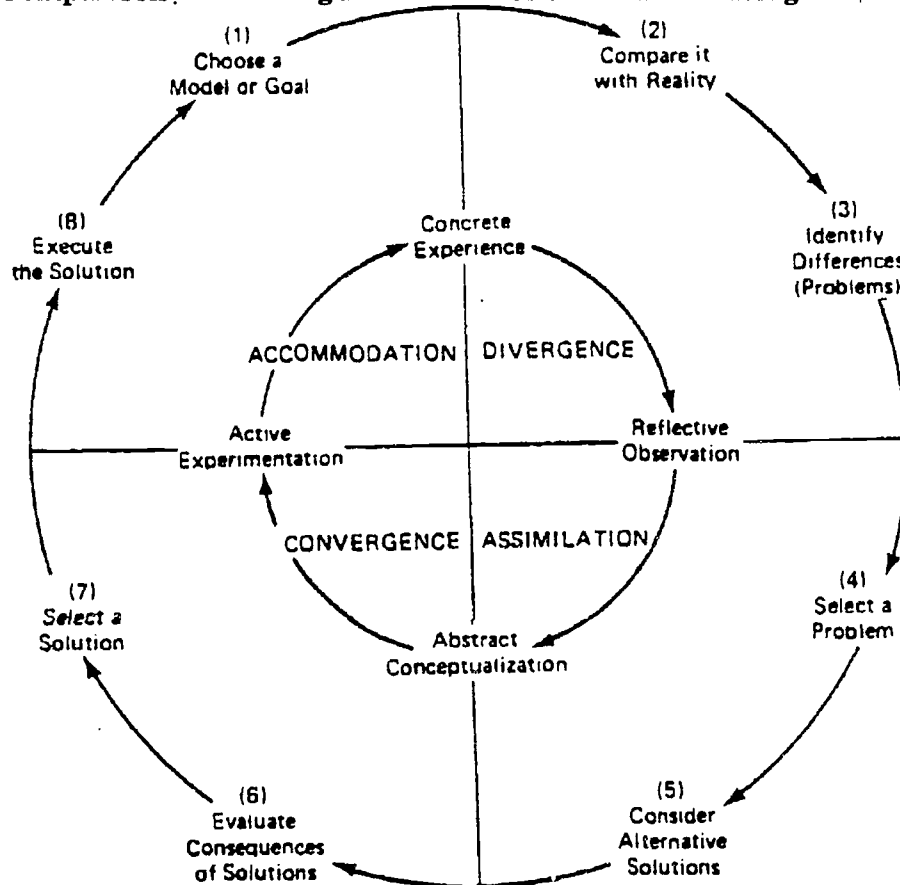 (1)
Choose a
Model or Goal
(2)
Compare it
with Reality
(3)
Identify
Differences
(Problems)
(4)
Select a
Problem
(5)
Consider
Alternative
Solutions
(6)
Evaluate
Consequences
of Solutions
(7)
Select a
Solution
(8)
Execute
the Solution
Concrete
Experience
ACCOMMODATION
DIVERGENCE
Active
Experimentation
Reflective
Observation
CONVERGENCE
ASSIMILATION
Abstract
Conceptualization